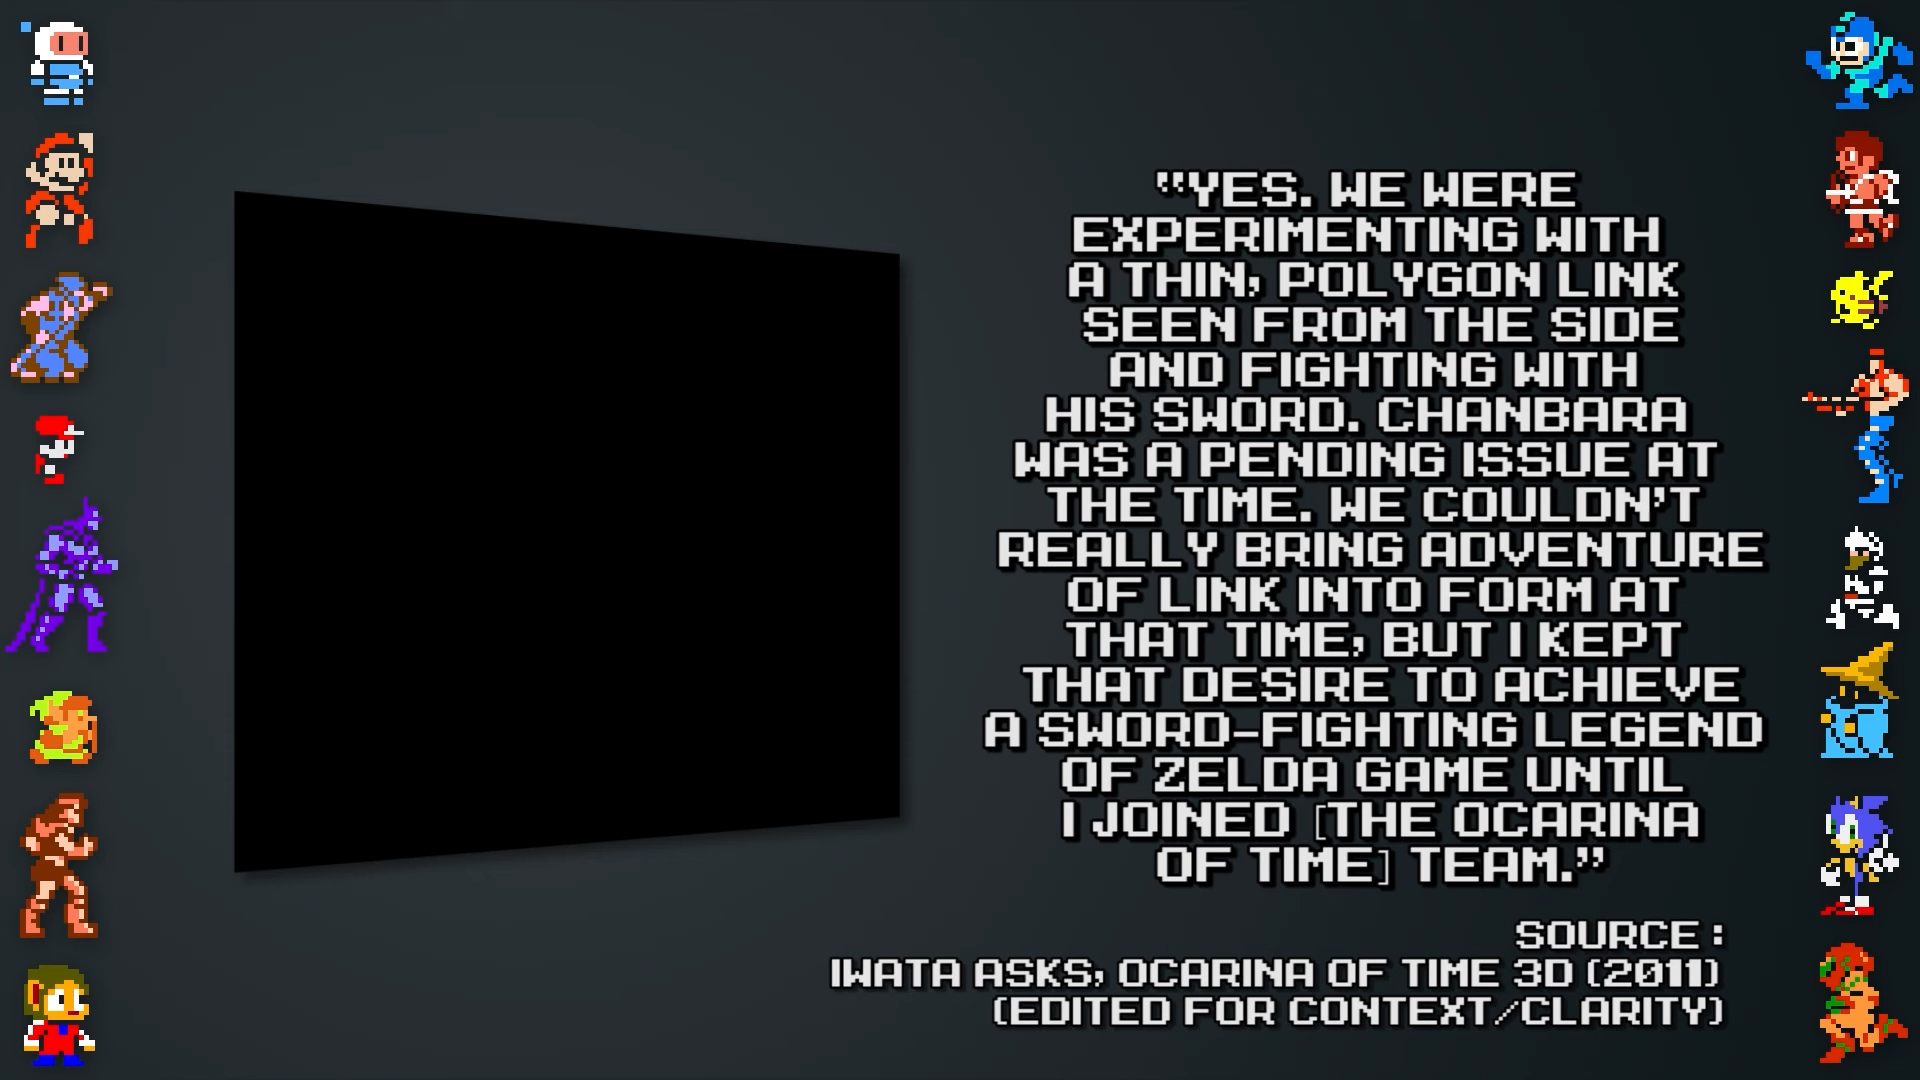 "YES. WE WERE
EXPERIMENTING WITH
A THIN, POLYGON LINK
SEEN FROM THE SIDE
AND FIGHTING WITH
HIS SWORD. CHANBARA
WAS A PENDING ISSUE AT
THE TIME. WE COULDN'T
REALLY BRING ADVENTURE
OF LINK INTO FORM AT
THAT TIME, BUT I KEPT
THAT DESIRE TO ACHIEVE
A SWORD-FIGHTING LEGEND
OF ZELDA GAME UNTIL
I JOINED [THE OCARINA
OF TIME] TEAM."
SOURCE:
IWATA ASKS, OCARINA OF TIME 3D (2011)
(EDITED FOR CONTEXT/CLARITY)